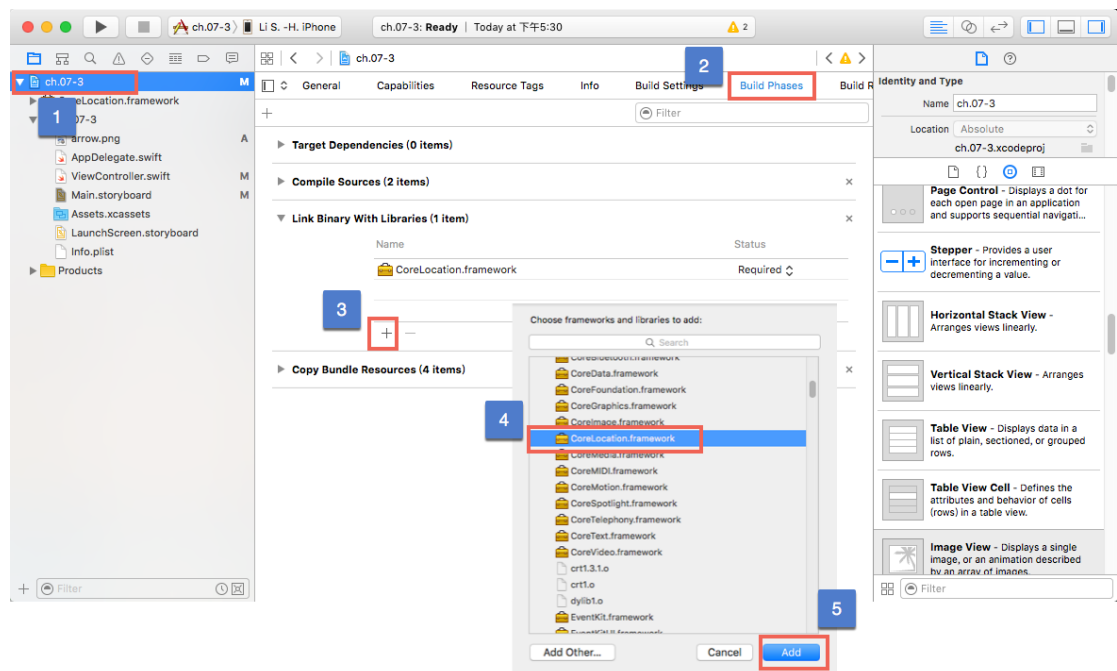 ch.07-3
Li S. -H. iPhone
ch.07-3: Ready | Today at 下午5:30
2
ch.07-3
M
CoreLocation.framework
07-3
arrow.png
A
AppDelegate.swift
ViewController.swift
M
Main.storyboard
M
Assets.xcassets
LaunchScreen.storyboard
Info.plist
Products
Filter
1
ch.07-3
2
General
Capabilities
Resource Tags
Info
Build Settings
Build Phases
Build R
Filter
Target Dependencies (0 items)
Compile Sources (2 items)
Link Binary With Libraries (1 item)
Name
Status
CoreLocation.framework
Required
3
Copy Bundle Resources (4 items)
Choose frameworks and libraries to add:
Search
CoreBluetooth.framework
CoreData.framework
CoreFoundation.framework
CoreGraphics.framework
CoreImage.framework
4
CoreLocation.framework
CoreMedia.framework
CoreMIDI.framework
CoreMotion.framework
CoreSpotlight.framework
CoreTelephony.framework
CoreText.framework
CoreVideo.framework
crt1.3.1.o
crt1.o
dylib1.o
EventKit.framework
EventKitUI.framework
5
Add Other...
Cancel
Add
Identity and Type
Name
ch.07-3
Location
Absolute
ch.07-3.xcodeproj
Page Control - Displays a dot for
each open page in an application
and supports sequential navigati...
Stepper - Provides a user
interface for incrementing or
decrementing a value.
Horizontal Stack View -
Arranges views linearly.
Vertical Stack View - Arranges
views linearly.
Table View - Displays data in a
list of plain, sectioned, or grouped
rows.
Table View Cell - Defines the
attributes and behavior of cells
(rows) in a table view.
Image View - Displays a single
image, or an animation described
by an array of images.
Filter